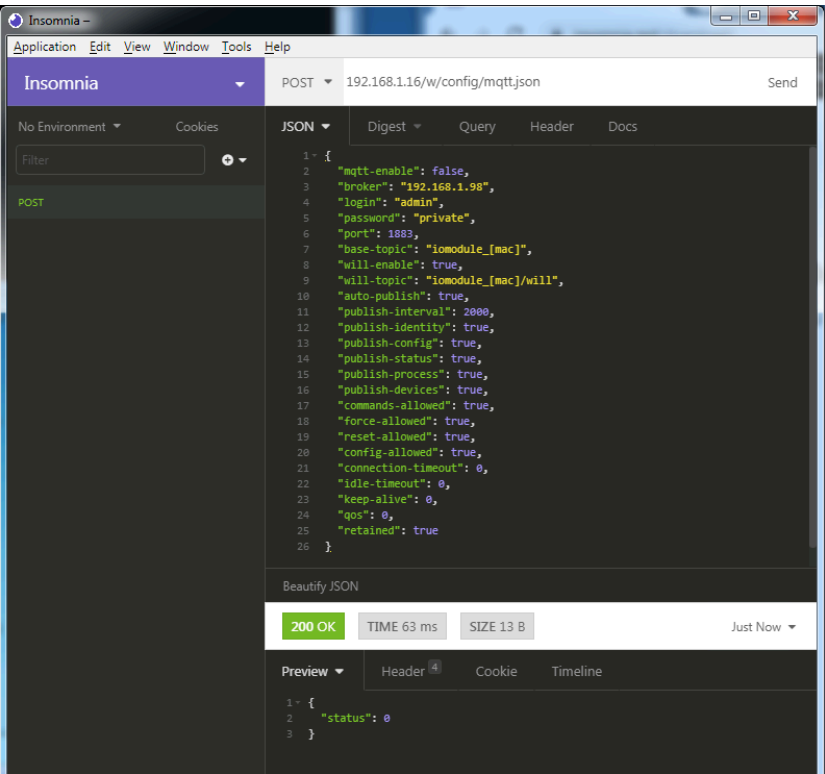 Insomnia –
Application Edit View Window Tools Help
Insomnia
POST 192.168.1.16/w/config/mqtt.json Send
No Environment Cookies
JSON Digest Query Header Docs
Filter
POST
1 {
2 "mqtt-enable": false,
3 "broker": "192.168.1.98",
4 "login": "admin",
5 "password": "private",
6 "port": 1883,
7 "base-topic": "iomodule_[mac]",
8 "will-enable": true,
9 "will-topic": "iomodule_[mac]/will",
10 "auto-publish": true,
11 "publish-interval": 2000,
12 "publish-identity": true,
13 "publish-config": true,
14 "publish-status": true,
15 "publish-process": true,
16 "publish-devices": true,
17 "commands-allowed": true,
18 "force-allowed": true,
19 "reset-allowed": true,
20 "config-allowed": true,
21 "connection-timeout": 0,
22 "idle-timeout": 0,
23 "keep-alive": 0,
24 "qos": 0,
25 "retained": true
26 }
Beautify JSON
200 OK TIME 63 ms SIZE 13 B Just Now
Preview Header 4 Cookie Timeline
1 {
2 "status": 0
3 }